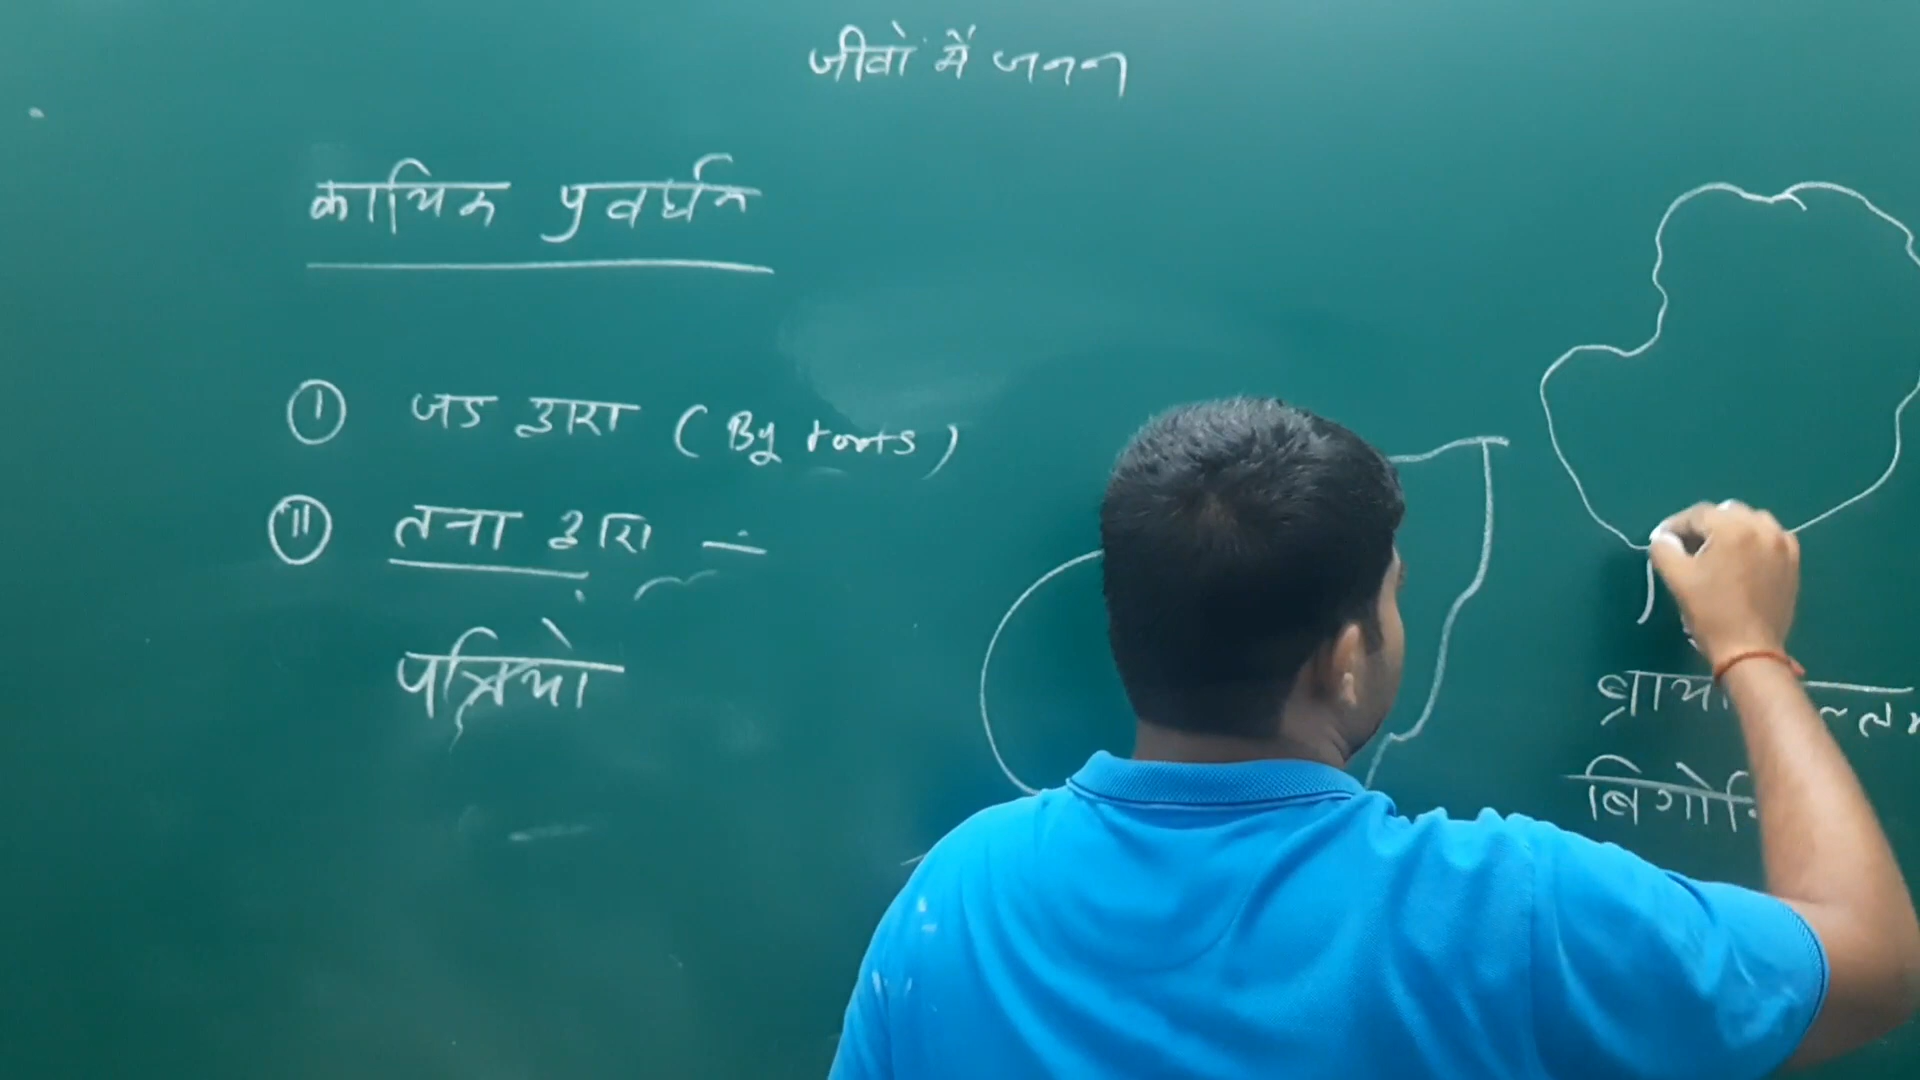 जीवो में जनन
कायिक प्रवर्धन
① जड द्वारा (By roots)
② तना द्वारा –
पत्तियो